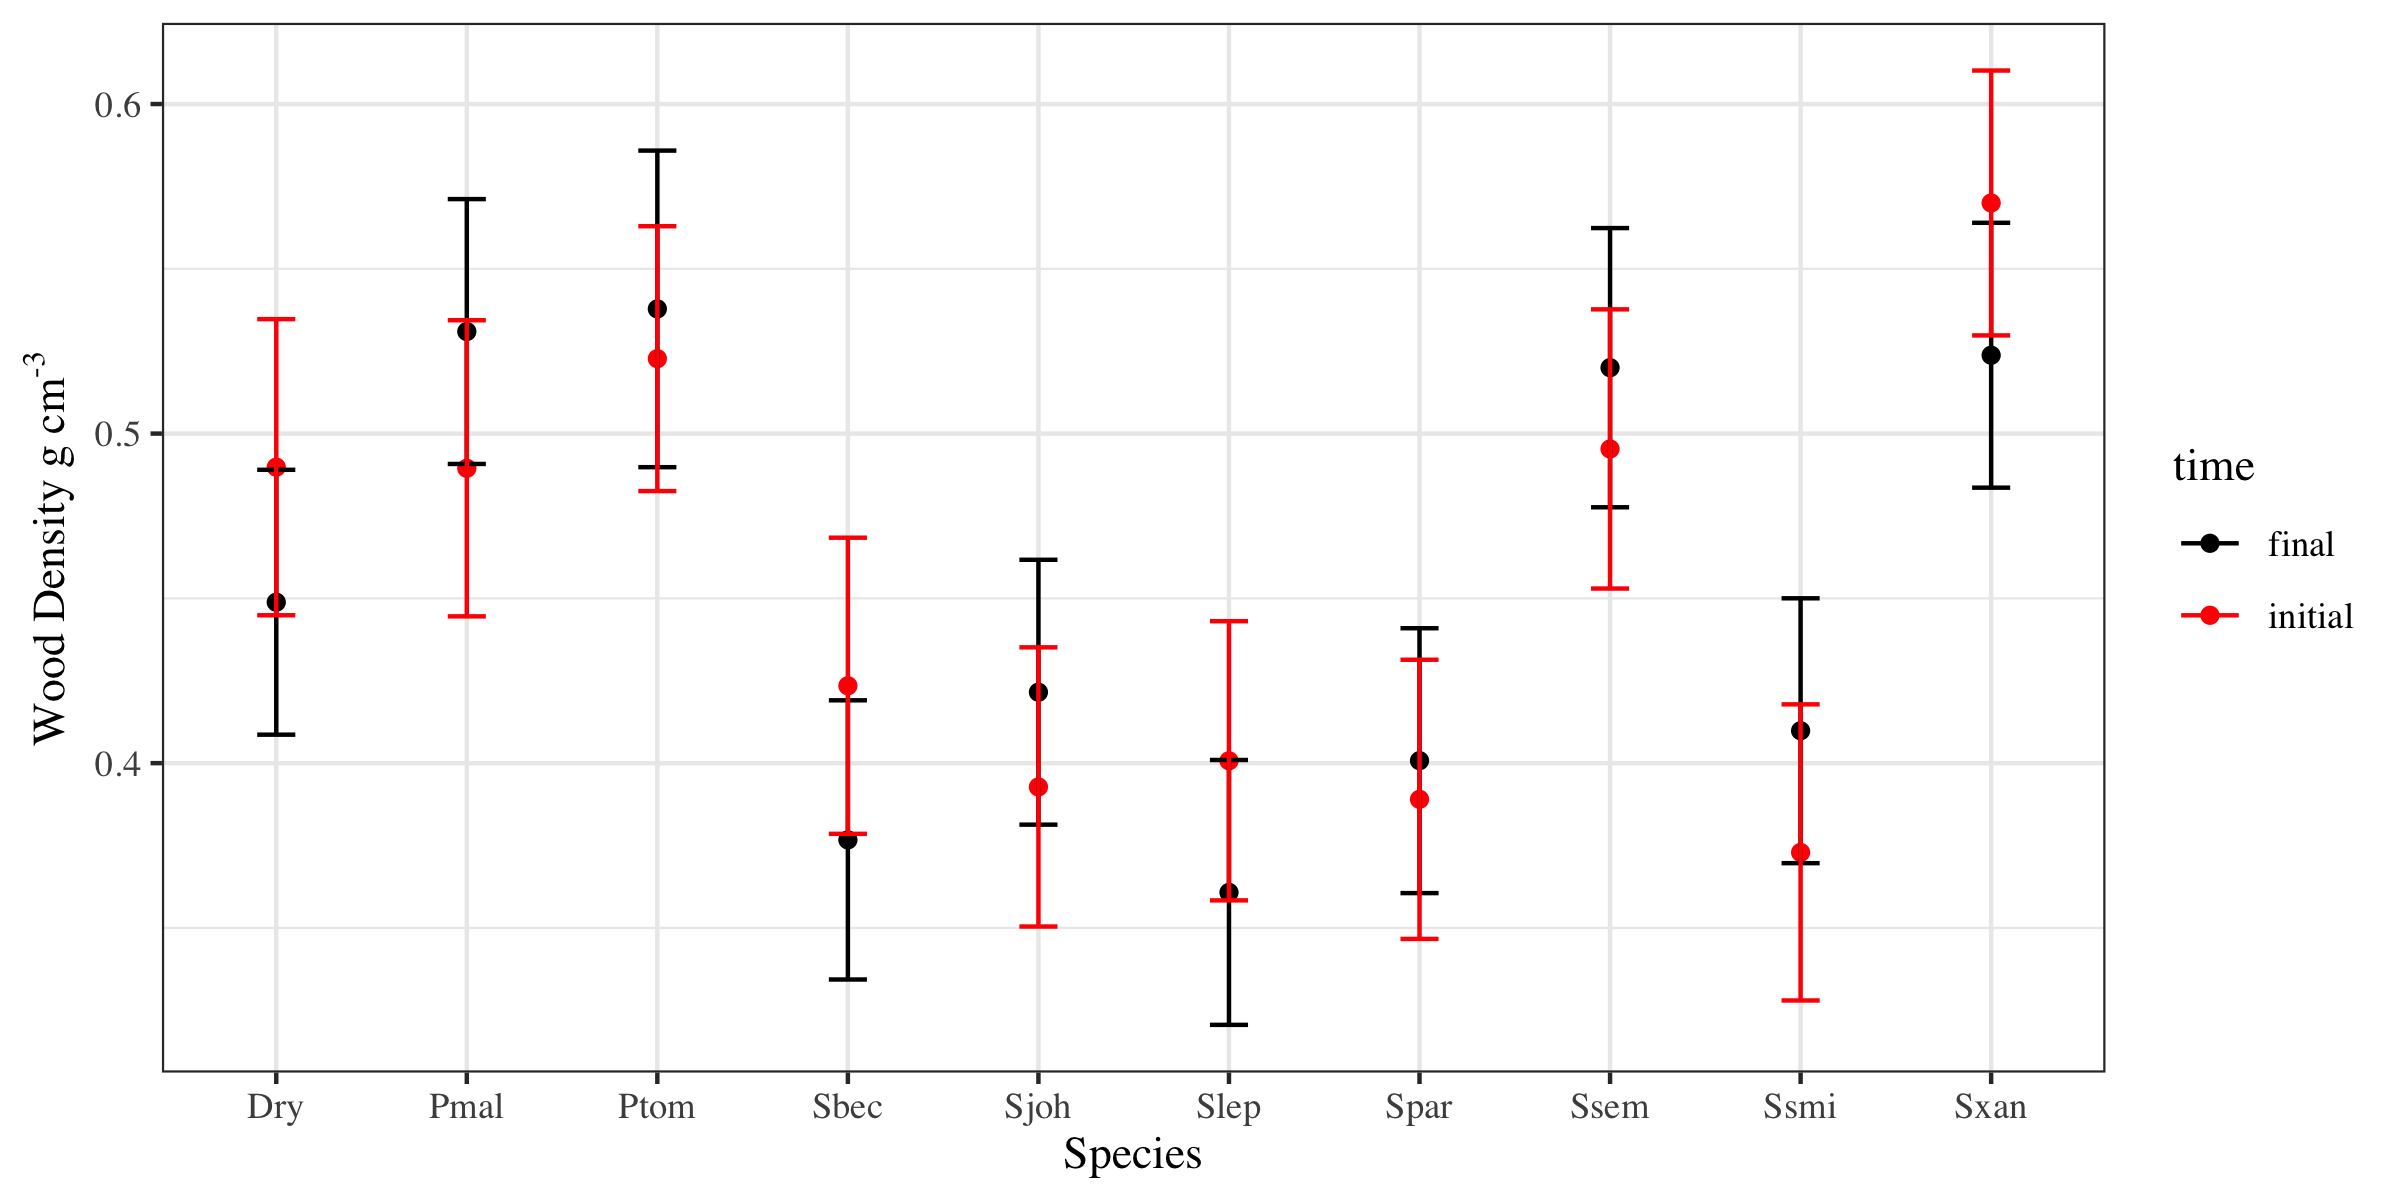 Wood Density g cm-3
0.6
0.5
0.4
Dry Pmal Ptom Sbec Sjoh Slep Spar Ssem Ssmi Sxan
Species
time
final
initial